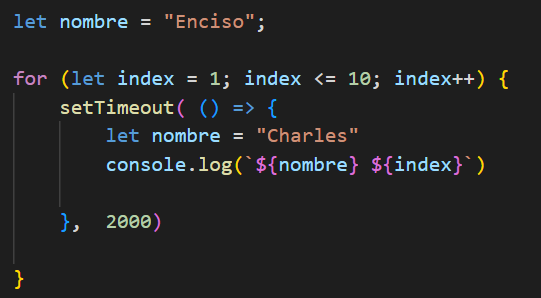 let nombre = "Enciso";
for (let index = 1; index <= 10; index++) {
setTimeout( () => {
let nombre = "Charles"
console.log(`${nombre} ${index}`)
},  2000)
}